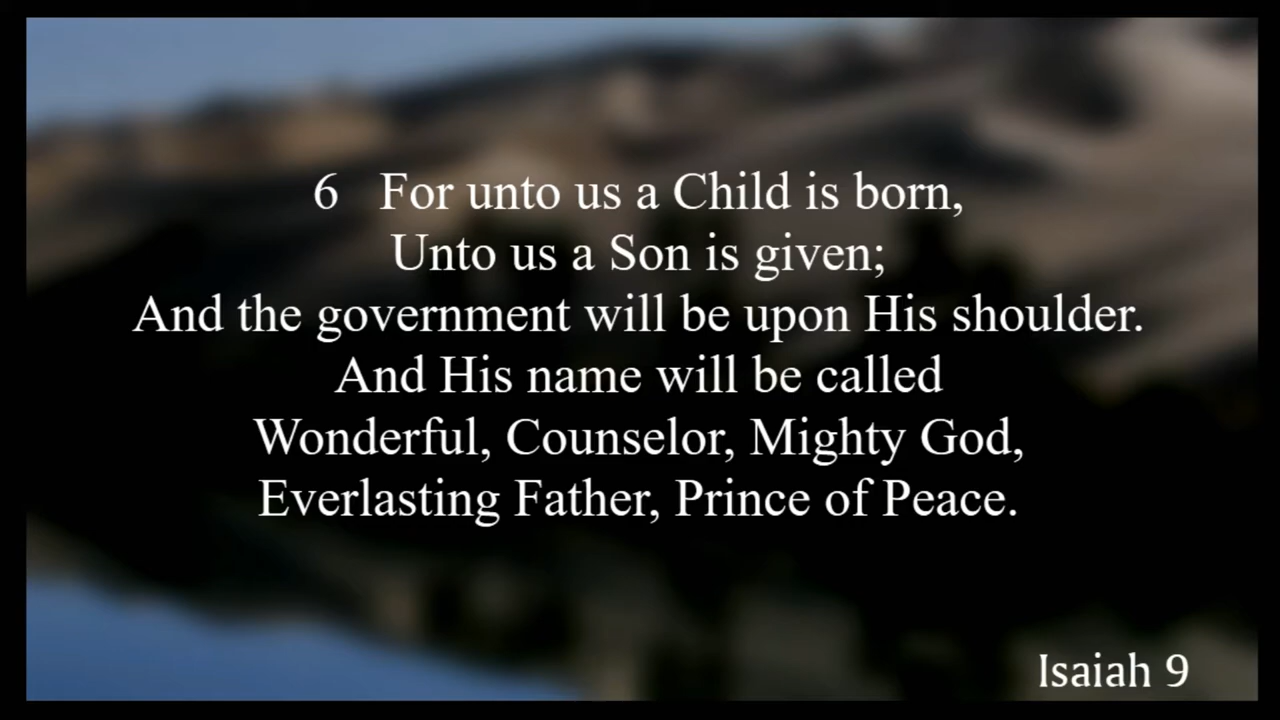 6 For unto us a Child is born,
Unto us a Son is given;
And the government will be upon His shoulder.
And His name will be called
Wonderful, Counselor, Mighty God,
Everlasting Father, Prince of Peace.
Isaiah 9